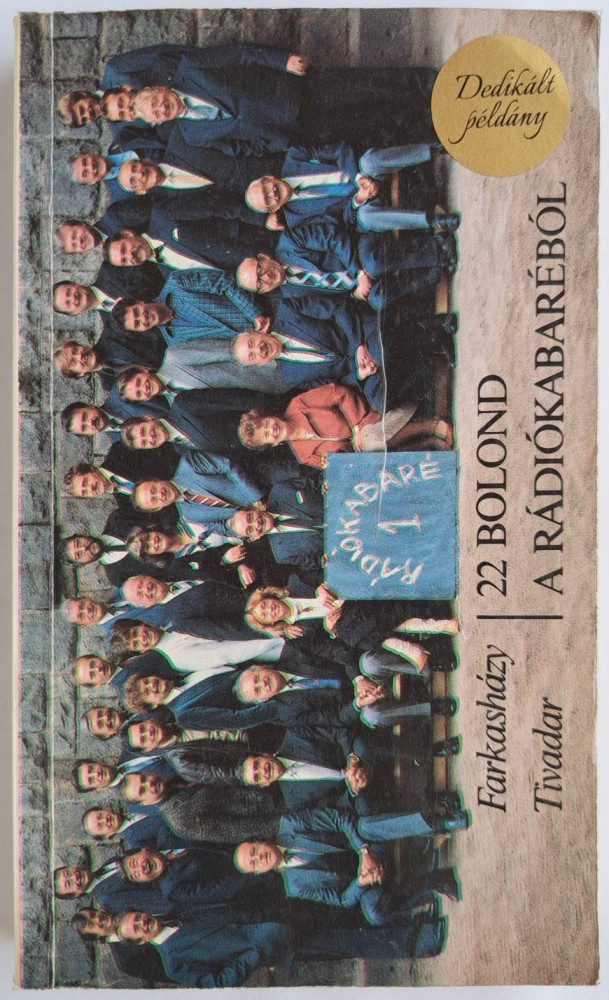 Dedikált
példány
RÁDIÓKABARÉ
1
Farkasházy
Tivadar
22 BOLOND
A RÁDIÓKABARÉBÓL